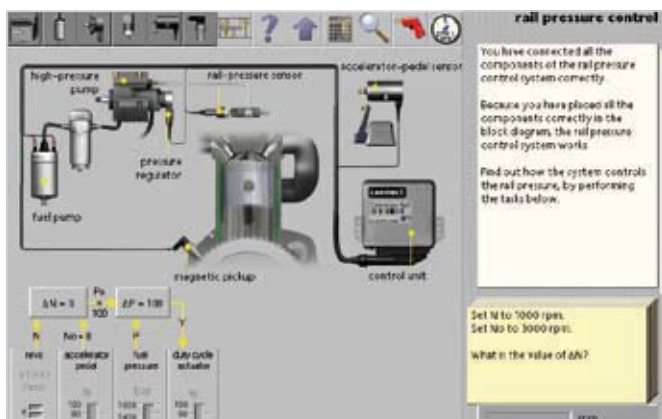 rail pressure control
You have connected all the
components of the rail pressure
control system correctly.
Because you have placed all the
components correctly in the
block diagram, the rail pressure
control system works
Find out how the system controls
the rail pressure, by performing
the tasks below.
high-pressure
pump
rail-pressure sensor
accelerator-pedal sensor
pressure
regulator
fuel pump
magnetic pickup
control unit
ΔN = 0
Ps
=
100
ΔP = 100
N
No = 0
P
Y
revs
accelerator
pedal
fuel
pressure
duty cycle
actuator
%
bar
%
Set N to 1000 rpm.
Set No to 3000 rpm.
What is the value of ΔN?